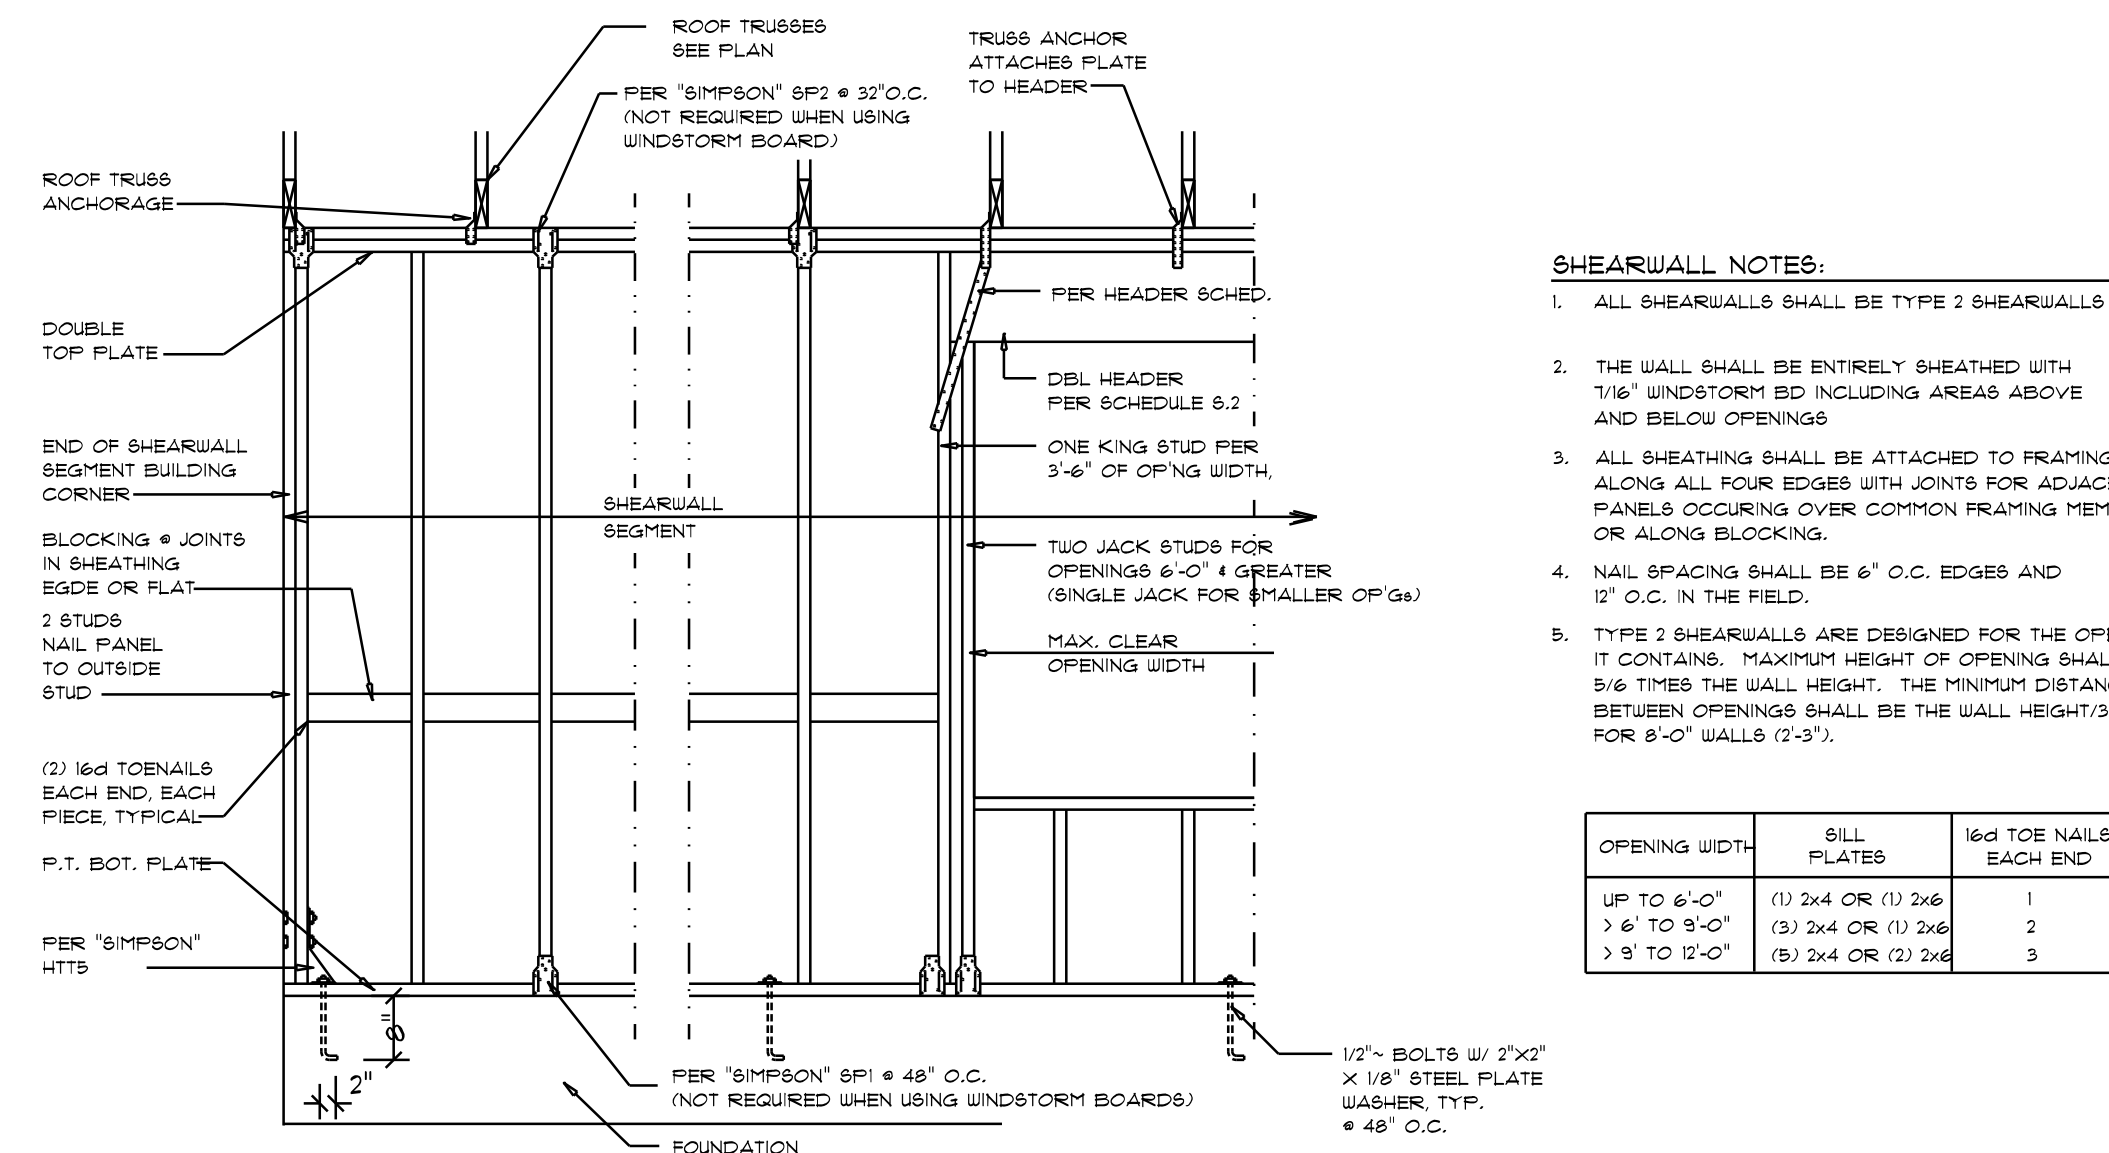 ROOF TRUSSES
SEE PLAN
PER "SIMPSON" SP2 @ 32"O.C.
(NOT REQUIRED WHEN USING
WINDSTORM BOARD)
TRUSS ANCHOR
ATTACHES PLATE
TO HEADER
ROOF TRUSS
ANCHORAGE
DOUBLE
TOP PLATE
END OF SHEARWALL
SEGMENT BUILDING
CORNER
BLOCKING @ JOINTS
IN SHEATHING
EGDE OR FLAT
2 STUDS
NAIL PANEL
TO OUTSIDE
STUD
(2) 16d TOENAILS
EACH END, EACH
PIECE, TYPICAL
P.T. BOT. PLATE
PER "SIMPSON"
HTT5
SHEARWALL
SEGMENT
PER HEADER SCHED.
DBL HEADER
PER SCHEDULE S.2
ONE KING STUD PER
3'-6" OF OP'NG WIDTH,
TWO JACK STUDS FOR
OPENINGS 6'-0" & GREATER
(SINGLE JACK FOR SMALLER OP'Gs)
MAX. CLEAR
OPENING WIDTH
8"
2"
PER "SIMPSON" SP1 @ 48" O.C.
(NOT REQUIRED WHEN USING WINDSTORM BOARDS)
FOUNDATION
1/2"~ BOLTS W/ 2"X2"
X 1/8" STEEL PLATE
WASHER, TYP.
@ 48" O.C.
SHEARWALL NOTES:
1. ALL SHEARWALLS SHALL BE TYPE 2 SHEARWALLS
2. THE WALL SHALL BE ENTIRELY SHEATHED WITH
7/16" WINDSTORM BD INCLUDING AREAS ABOVE
AND BELOW OPENINGS
3. ALL SHEATHING SHALL BE ATTACHED TO FRAMING
ALONG ALL FOUR EDGES WITH JOINTS FOR
PANELS OCCURING OVER COMMON FRAMING
OR ALONG BLOCKING.
4. NAIL SPACING SHALL BE 6" O.C. EDGES AND
12" O.C. IN THE FIELD.
5. TYPE 2 SHEARWALLS ARE DESIGNED FOR THE
IT CONTAINS. MAXIMUM HEIGHT OF OPENING
5/6 TIMES THE WALL HEIGHT. THE MINIMUM
BETWEEN OPENINGS SHALL BE THE WALL HEIGHT/3
FOR 8'-0" WALLS (2'-3").
OPENING WIDTH SILL PLATES 16d TOE NAILS EACH END
UP TO 6'-0" (1) 2x4 OR (1) 2x6 1
> 6' TO 9'-0" (3) 2x4 OR (1) 2x6 2
> 9' TO 12'-0" (5) 2x4 OR (2) 2x6 3